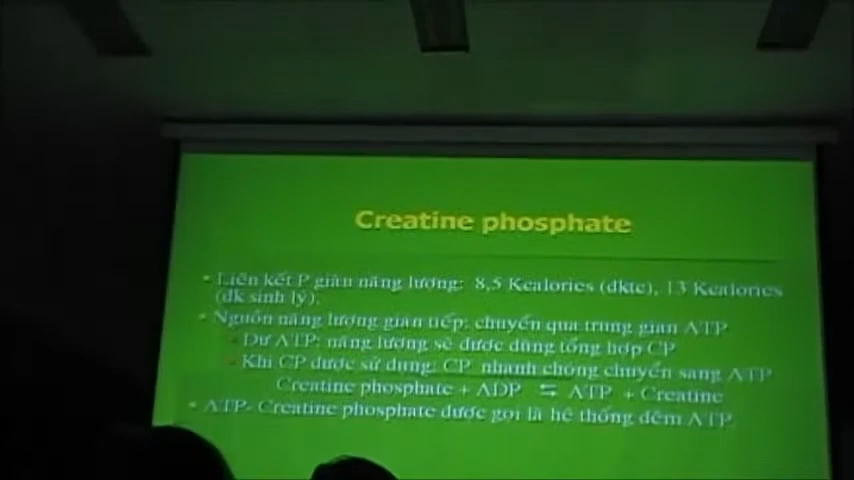 Creatine phosphate
• Liên kết P giàu năng lượng: 8,5 Kcalories (đktc), 13 Kcalories
(đk sinh lý).
• Nguồn năng lượng gián tiếp: chuyển qua trung gian ATP
- Dư ATP: năng lượng sẽ được dùng tổng hợp CP
- Khi CP được sử dụng: CP nhanh chóng chuyển sang ATP
Creatine phosphate + ADP ⇆ ATP + Creatine
• ATP- Creatine phosphate được gọi là hệ thống đệm ATP.